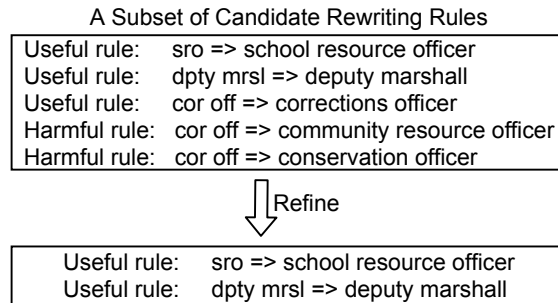 A Subset of Candidate Rewriting Rules
Useful rule: sro => school resource officer
Useful rule: dpty mrsl => deputy marshall
Useful rule: cor off => corrections officer
Harmful rule: cor off => community resource officer
Harmful rule: cor off => conservation officer
Refine
Useful rule: sro => school resource officer
Useful rule: dpty mrsl => deputy marshall